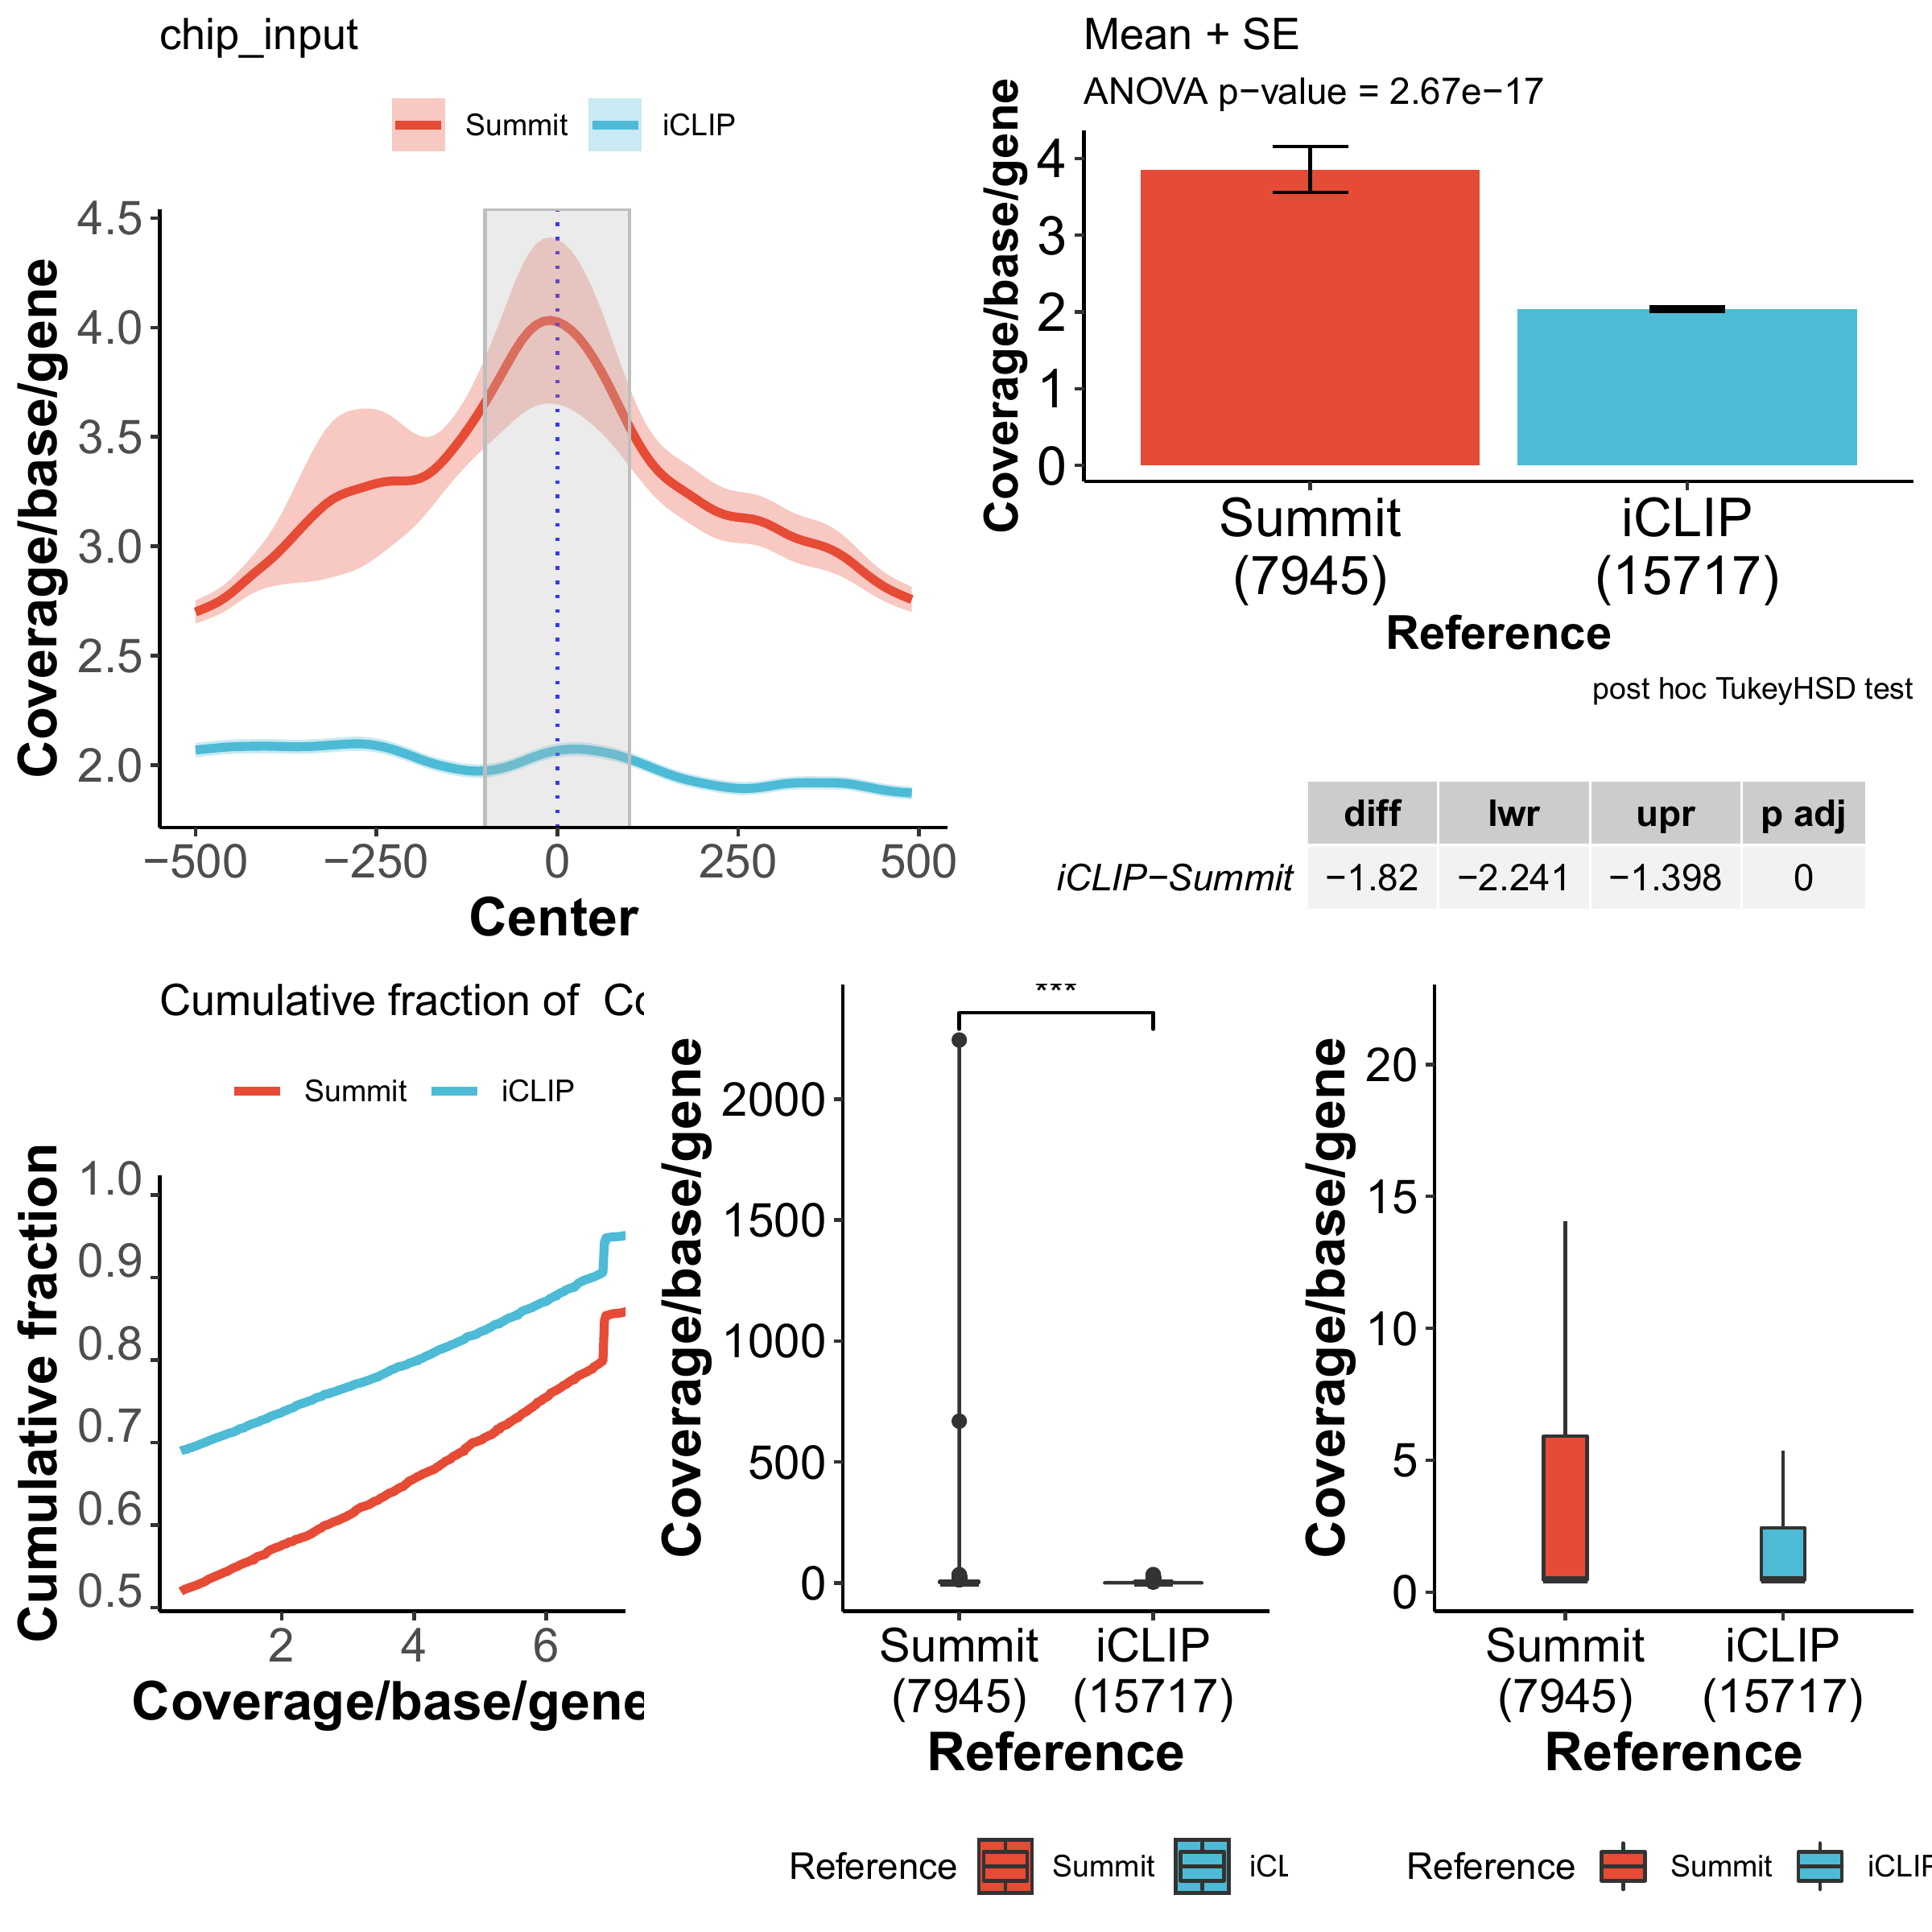 chip_input
Summit iCLIP
Coverage/base/gene
4.5
4.0
3.5
3.0
2.5
2.0
−500 −250 0 250 500
Center
Mean + SE
ANOVA p−value = 2.67e−17
Coverage/base/gene
4
3
2
1
0
Summit iCLIP
(7945) (15717)
Reference
post hoc TukeyHSD test
diff lwr upr p adj
iCLIP−Summit −1.82 −2.241 −1.398 0
Cumulative fraction of Co
Summit iCLIP
Cumulative fraction
1.0
0.9
0.8
0.7
0.6
0.5
2 4 6
Coverage/base/gene
***
Coverage/base/gene
2000
1500
1000
500
0
Summit iCLIP
(7945) (15717)
Reference
Reference Summit iCL
Coverage/base/gene
20
15
10
5
0
Summit iCLIP
(7945) (15717)
Reference
Reference Summit iCLIP